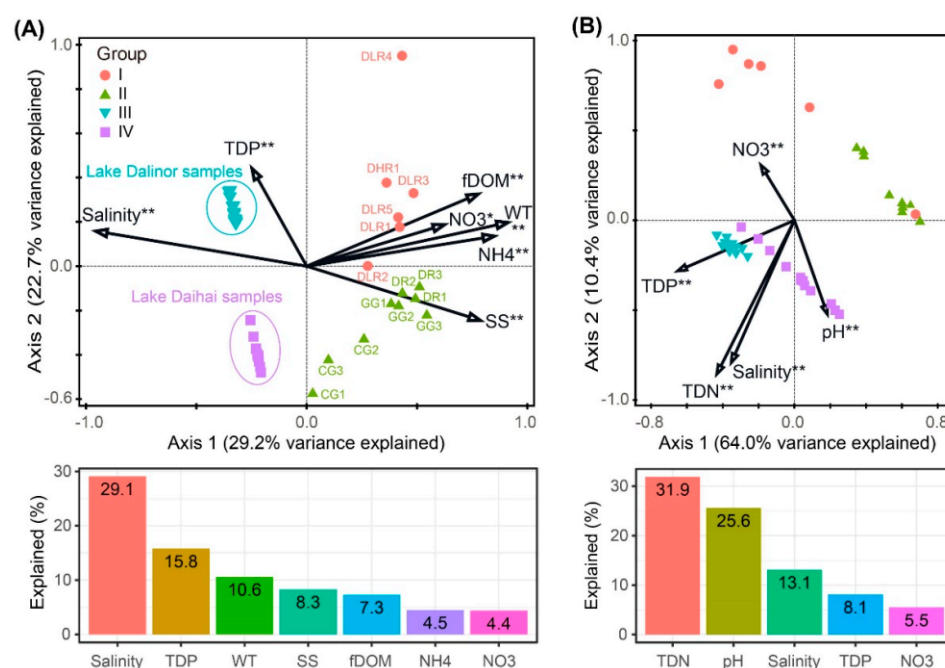 (A)
Axis 2 (22.7% variance explained)
1.0
0.0
-0.6
Group
I
II
III
IV
DLR4
TDP**
Lake Dalinor samples
DHR1
DLR3
fDOM**
Salinity**
DLR5
NO3*
WT
**
DLR1
NH4**
DLR2
DR3
DR2
DR1
GG1
GG2
GG3
SS**
Lake Daihai samples
CG2
CG3
CG1
-1.0
0.0
1.0
Axis 1 (29.2% variance explained)
(B)
Axis 2 (10.4% variance explained)
1.0
0.0
-1.0
NO3**
TDP**
pH**
Salinity**
TDN**
-0.8
0.0
0.8
Axis 1 (64.0% variance explained)
Explained (%)
30
20
10
0
29.1
15.8
10.6
8.3
7.3
4.5
4.4
Salinity TDP WT SS fDOM NH4 NO3
Explained (%)
30
20
10
0
31.9
25.6
13.1
8.1
5.5
TDN pH Salinity TDP NO3